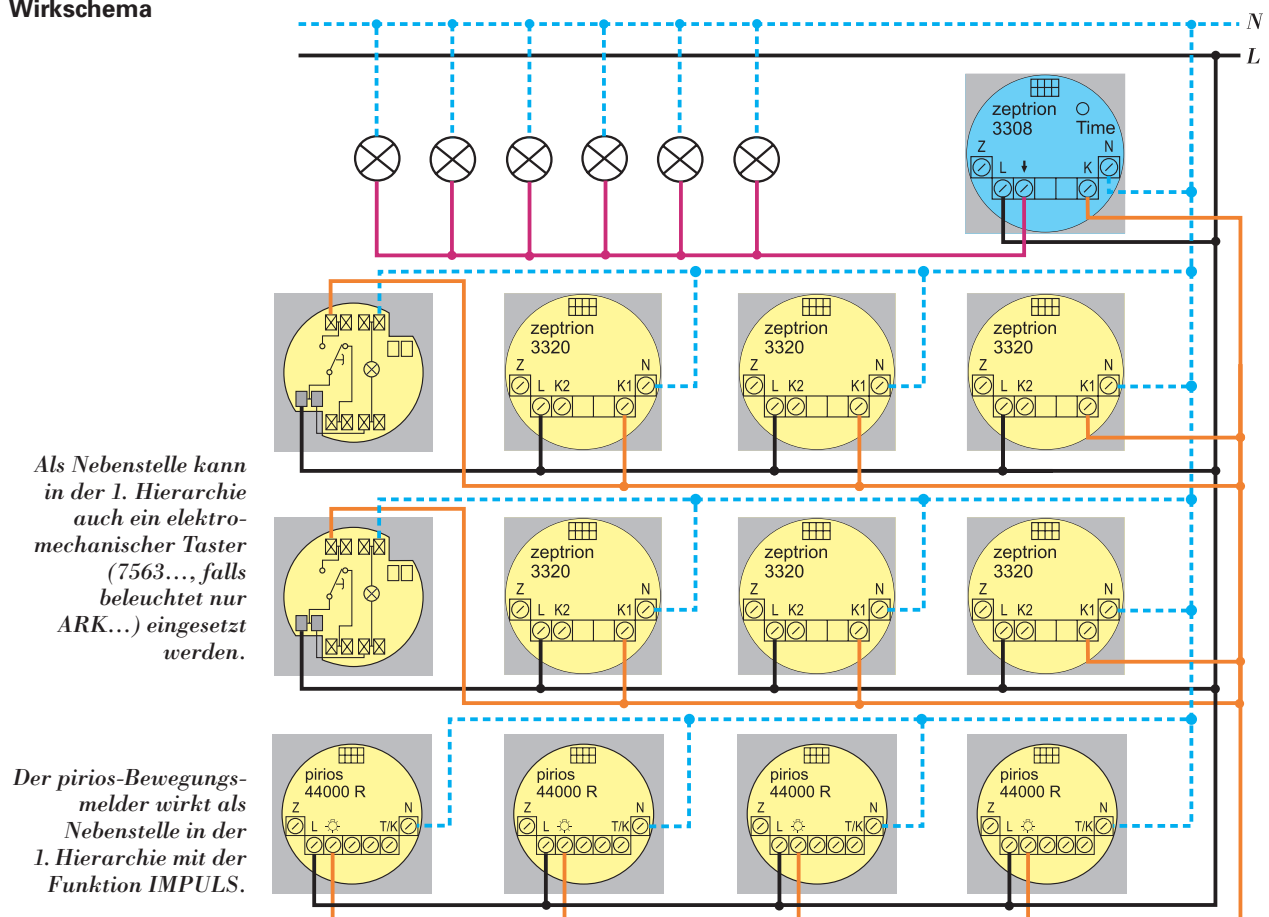 Wirkschema
N
L
zeptrion
3308
Time
Z
N
L
K
zeptrion
3320
Z
N
L K2
K1
zeptrion
3320
Z
N
L K2
K1
zeptrion
3320
Z
N
L K2
K1
Als Nebenstelle kann
in der 1. Hierarchie
auch ein elektro-
mechanischer Taster
(7563..., falls
beleuchtet nur
ARK...) eingesetzt
werden.
zeptrion
3320
Z
N
L K2
K1
zeptrion
3320
Z
N
L K2
K1
zeptrion
3320
Z
N
L K2
K1
Der pirios-Bewegungs-
melder wirkt als
Nebenstelle in der
1. Hierarchie mit der
Funktion IMPULS.
pirios
44000 R
Z
N
L
T/K
pirios
44000 R
Z
N
L
T/K
pirios
44000 R
Z
N
L
T/K
pirios
44000 R
Z
N
L
T/K